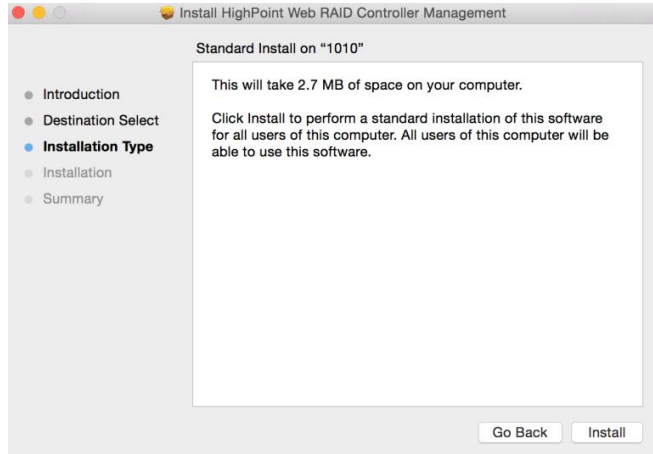 Install HighPoint Web RAID Controller Management
Standard Install on “1010”
Introduction
Destination Select
Installation Type
Installation
Summary
This will take 2.7 MB of space on your computer.
Click Install to perform a standard installation of this software
for all users of this computer. All users of this computer will be
able to use this software.
Go Back
Install